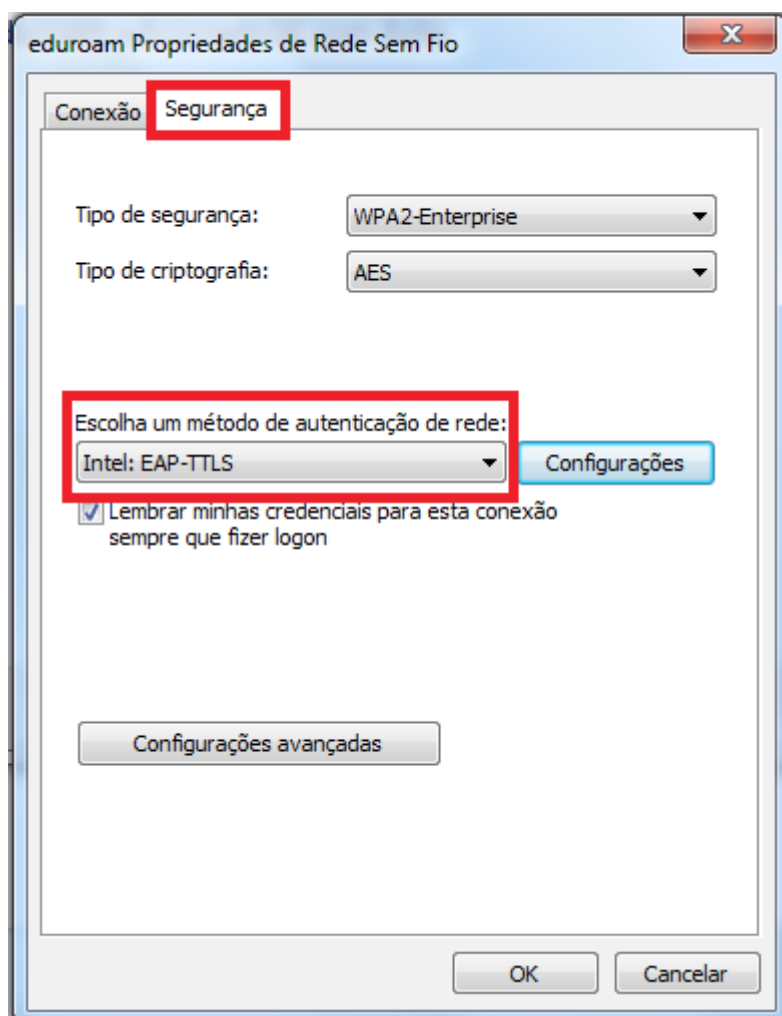 eduroam Propriedades de Rede Sem Fio
Conexão Segurança
Tipo de segurança: WPA2-Enterprise
Tipo de criptografia: AES
Escolha um método de autenticação de rede:
Intel: EAP-TTLS Configurações
Lembrar minhas credenciais para esta conexão
sempre que fizer logon
Configurações avançadas
OK Cancelar